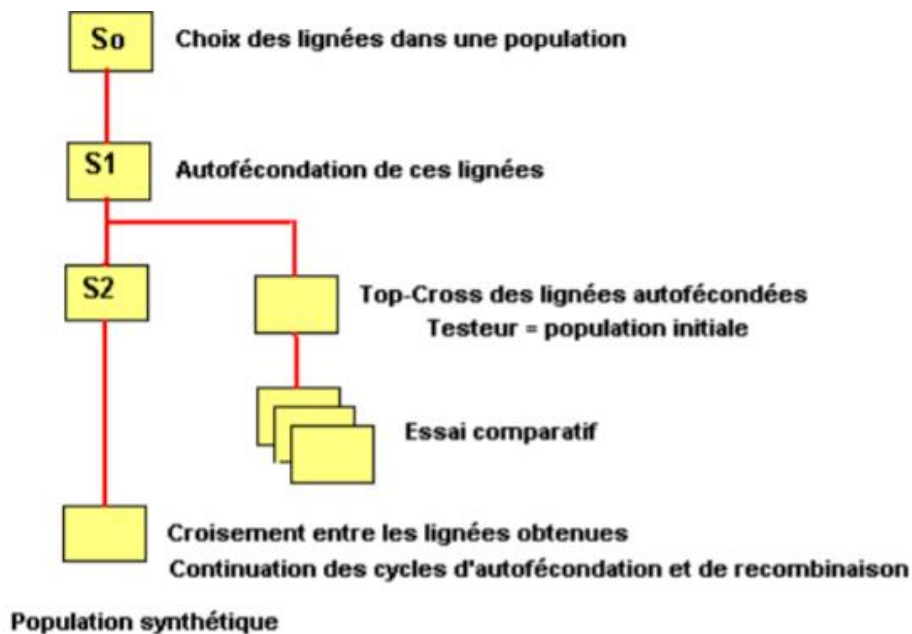 So
Choix des lignées dans une population
S1
Autofécondation de ces lignées
S2
Top-Cross des lignées autofécondées
Testeur = population initiale
Essai comparatif
Croisement entre les lignées obtenues
Continuation des cycles d'autofécondation et de recombinaison
Population synthétique